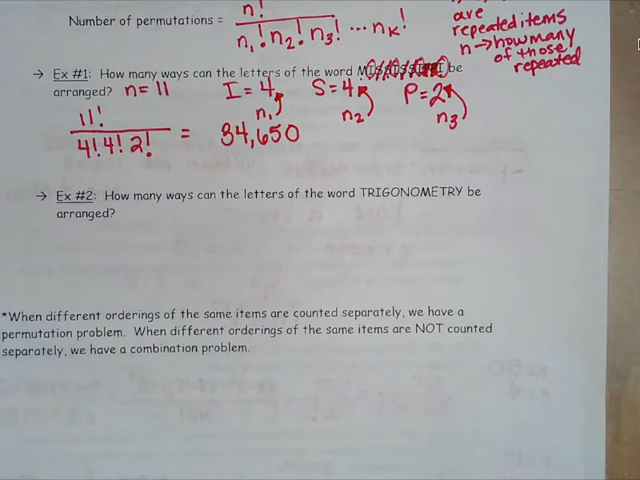 n!
Number of permutations =
n₁! n₂! n₃! ... nₖ!
are
repeated items
n → how many
of those
repeated
→ Ex #1: How many ways can the letters of the word MISSISSIPPI be
arranged? n = 11 I = 4 S = 4 P = 2
n₁ n₂ n₃
11!
4! 4! 2! = 34,650
→ Ex #2: How many ways can the letters of the word TRIGONOMETRY be
arranged?
*When different orderings of the same items are counted separately, we have a
permutation problem. When different orderings of the same items are NOT counted
separately, we have a combination problem.